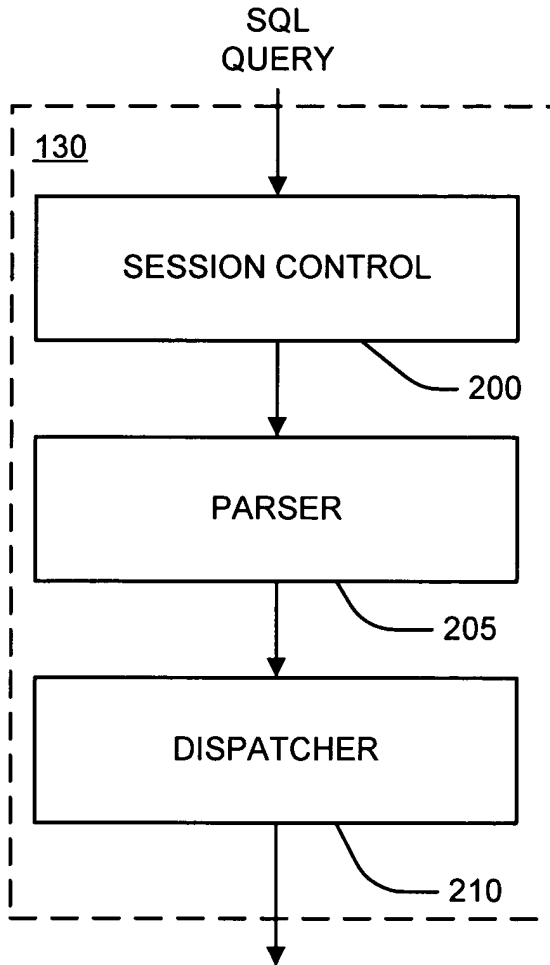 SQL
QUERY
130
SESSION CONTROL
200
PARSER
205
DISPATCHER
210